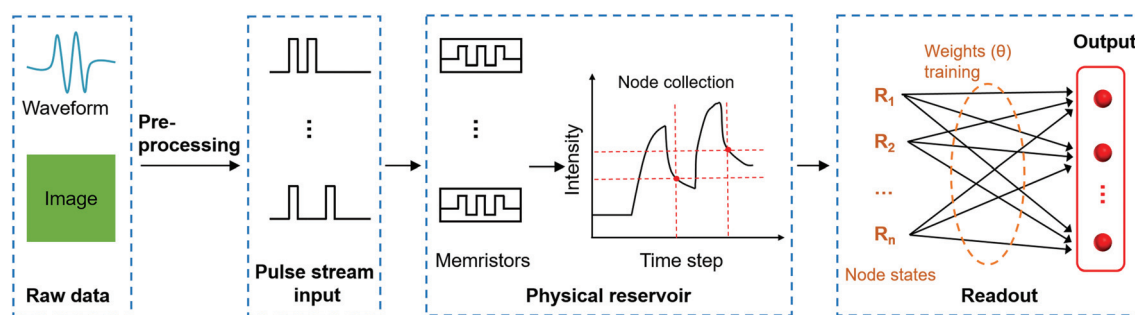 Waveform
Image
Raw data
Pre-
processing
...
Pulse stream
input
...
Memristors
Node collection
Intensity
Time step
Physical reservoir
Weights (θ)
training
R1
R2
...
Rn
Node states
Output
...
Readout